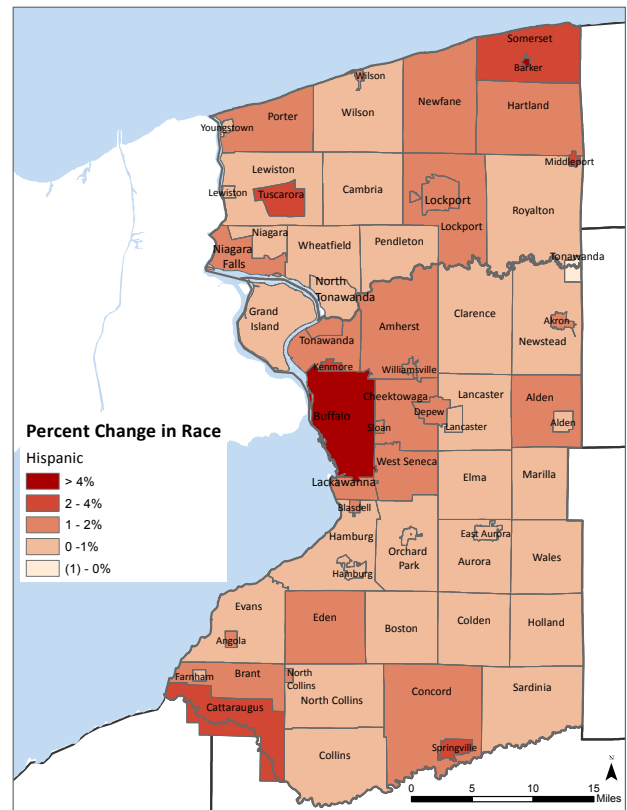 Somerset
Barker
Wilson
Wilson
Newfane
Hartland
Porter
Youngstown
Middleport
Lewiston
Lewiston
Tuscarora
Cambria
Lockport
Lockport
Royalton
Niagara
Niagara
Falls
Wheatfield
Pendleton
Tonawanda
North
Tonawanda
Grand
Island
Clarence
Amherst
Akron
Newstead
Tonawanda
Kenmore
Williamsville
Cheektowaga
Lancaster
Alden
Buffalo
Depew
Sloan
Lancaster
Alden
Percent Change in Race
Hispanic
> 4%
2 - 4%
1 - 2%
0 -1%
(1) - 0%
West Seneca
Elma
Marilla
Lackawanna
Blasdell
Hamburg
Hamburg
Orchard
Park
East Aurora
Aurora
Wales
Evans
Eden
Boston
Colden
Holland
Angola
Farnham
Brant
North
Collins
North Collins
Concord
Sardinia
Cattaraugus
Collins
Springville
N
0 5 10 15
Miles